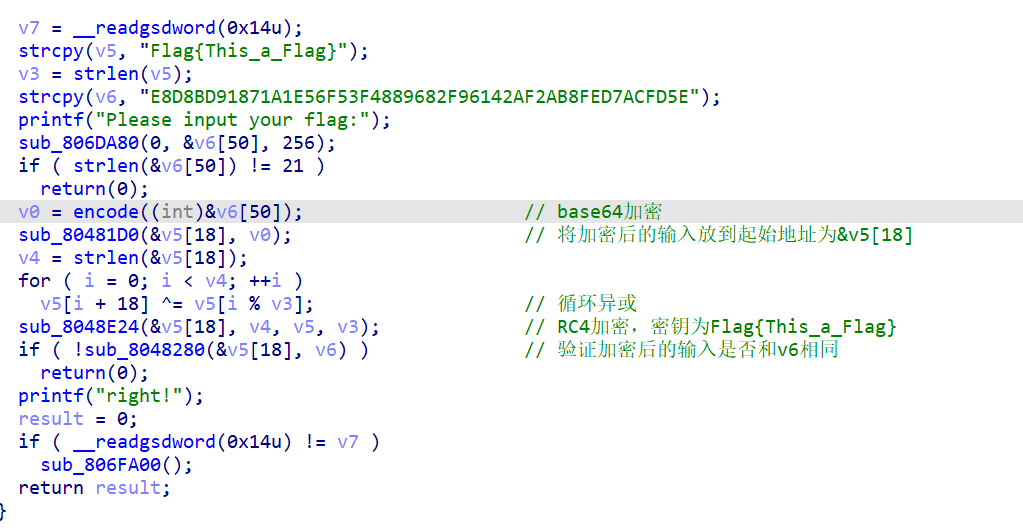 v7 = __readgsdword(0x14u);
strcpy(v5, "Flag{This_a_Flag}");
v3 = strlen(v5);
strcpy(v6, "E8D8BD91871A1E56F53F4889682F96142AF2AB8FED7ACFD5E");
printf("Please input your flag:");
sub_806DA80(0, &v6[50], 256);
if ( strlen(&v6[50]) != 21 )
return(0);
v0 = encode((int)&v6[50]); // base64加密
sub_80481D0(&v5[18], v0); // 将加密后的输入放到起始地址为&v5[18]
v4 = strlen(&v5[18]);
for ( i = 0; i < v4; ++i )
v5[i + 18] ^= v5[i % v3]; // 循环异或
sub_8048E24(&v5[18], v4, v5, v3); // RC4加密，密钥为Flag{This_a_Flag}
if ( !sub_8048280(&v5[18], v6) ) // 验证加密后的输入是否和v6相同
return(0);
printf("right!");
result = 0;
if ( __readgsdword(0x14u) != v7 )
sub_806FA00();
return result;
}